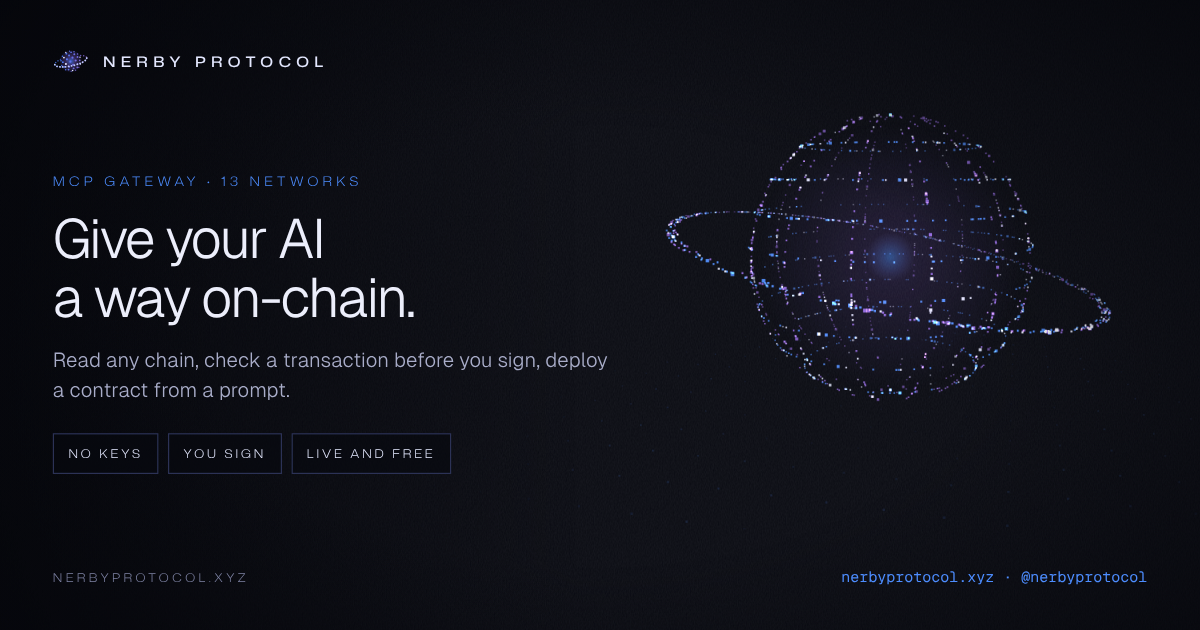 NERBY PROTOCOL
MCP GATEWAY · 13 NETWORKS
Give your AI
a way on-chain.
Read any chain, check a transaction before you sign, deploy
a contract from a prompt.
NO KEYS
YOU SIGN
LIVE AND FREE
NERBYPROTOCOL.XYZ
nerbyprotocol.xyz · @nerbyprotocol